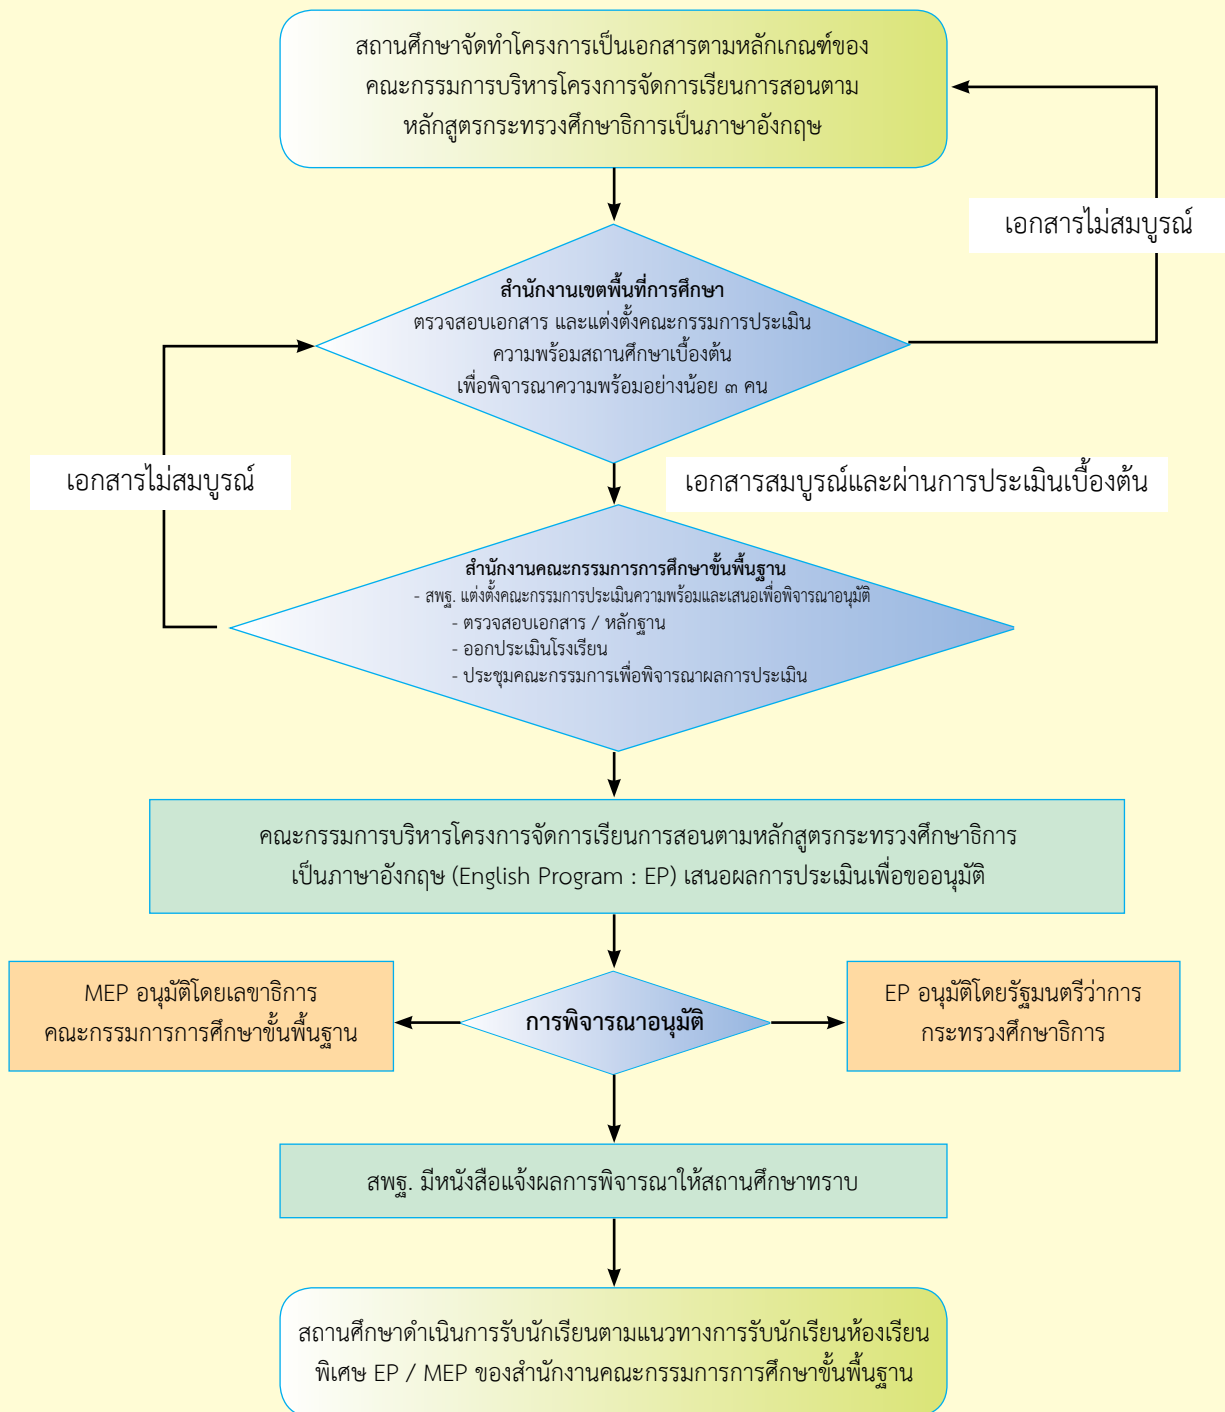 สถานศึกษาจัดทำโครงการเป็นเอกสารตามหลักเกณฑ์ของ
คณะกรรมการบริหารโครงการจัดการเรียนการสอนตาม
หลักสูตรกระทรวงศึกษาธิการเป็นภาษาอังกฤษ
เอกสารไม่สมบูรณ์
สำนักงานเขตพื้นที่การศึกษา
ตรวจสอบเอกสาร และแต่งตั้งคณะกรรมการประเมิน
ความพร้อมสถานศึกษาเบื้องต้น
เพื่อพิจารณาความพร้อมอย่างน้อย ๓ คน
เอกสารไม่สมบูรณ์
เอกสารสมบูรณ์และผ่านการประเมินเบื้องต้น
สำนักงานคณะกรรมการการศึกษาขั้นพื้นฐาน
- สพฐ. แต่งตั้งคณะกรรมการประเมินความพร้อมและเสนอเพื่อพิจารณาอนุมัติ
- ตรวจสอบเอกสาร / หลักฐาน
- ออกประเมินโรงเรียน
- ประชุมคณะกรรมการเพื่อพิจารณาผลการประเมิน
คณะกรรมการบริหารโครงการจัดการเรียนการสอนตามหลักสูตรกระทรวงศึกษาธิการ
เป็นภาษาอังกฤษ (English Program : EP) เสนอผลการประเมินเพื่อขออนุมัติ
MEP อนุมัติโดยเลขาธิการ
คณะกรรมการการศึกษาขั้นพื้นฐาน
การพิจารณาอนุมัติ
EP อนุมัติโดยรัฐมนตรีว่าการ
กระทรวงศึกษาธิการ
สพฐ. มีหนังสือแจ้งผลการพิจารณาให้สถานศึกษาทราบ
สถานศึกษาดำเนินการรับนักเรียนตามแนวทางการรับนักเรียนห้องเรียน
พิเศษ EP / MEP ของสำนักงานคณะกรรมการการศึกษาขั้นพื้นฐาน